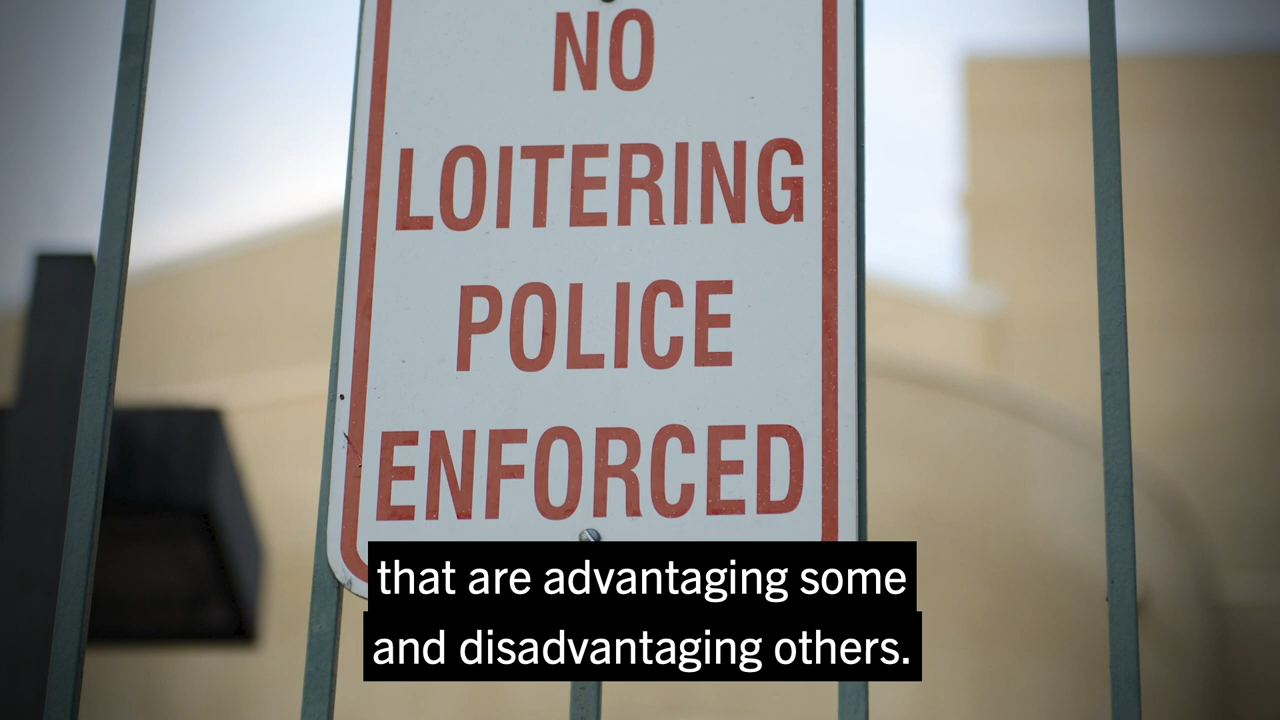 NO
LOITERING
POLICE
ENFORCED
that are advantaging some
and disadvantaging others.